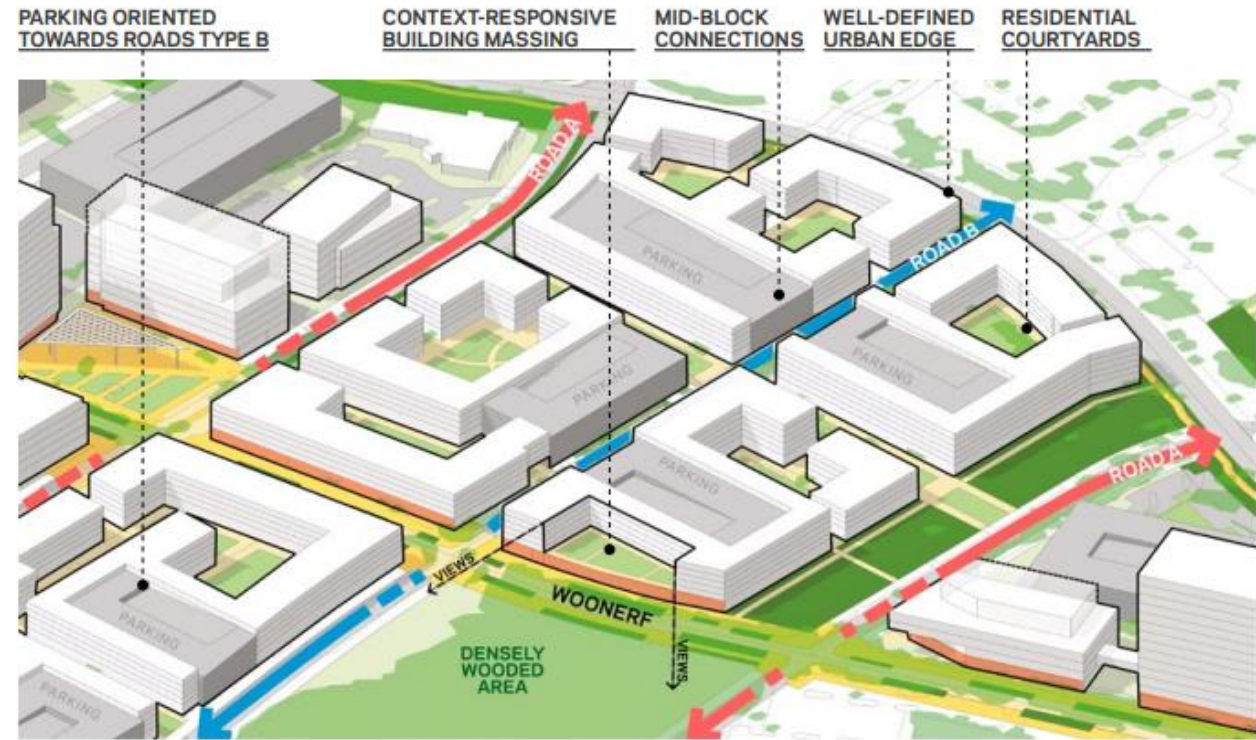 PARKING ORIENTED
TOWARDS ROADS TYPE B
CONTEXT-RESPONSIVE
BUILDING MASSING
MID-BLOCK
CONNECTIONS
WELL-DEFINED
URBAN EDGE
RESIDENTIAL
COURTYARDS
ROAD A
PARKING
ROAD B
PARKING
PARKING
PARKING
ROAD A
VIEWS
WOONERF
PARKING
DENSELY
WOODED
AREA
VIEWS
PARKING